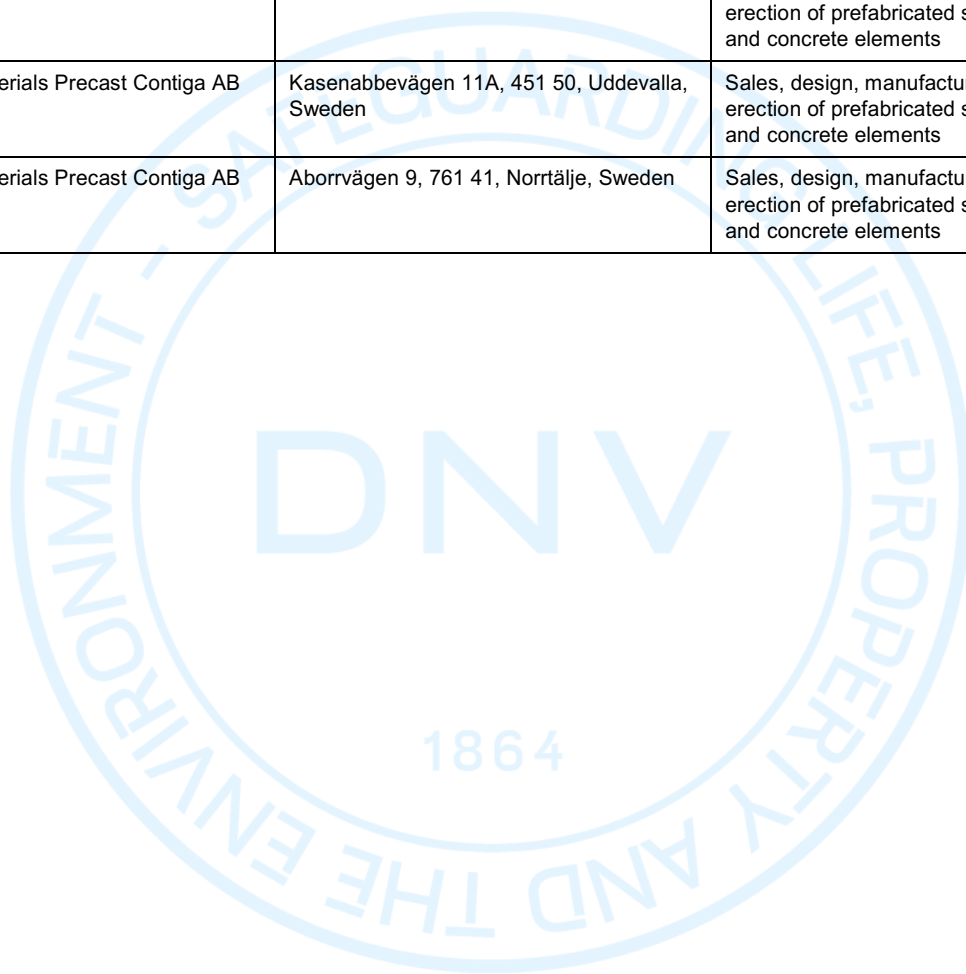 erection of prefabricated s
and concrete elements
erials Precast Contiga AB
Kasenabbevägen 11A, 451 50, Uddevalla,
Sweden
Sales, design, manufactu
erection of prefabricated s
and concrete elements
erials Precast Contiga AB
Aborrvägen 9, 761 41, Norrtälje, Sweden
Sales, design, manufactu
erection of prefabricated s
and concrete elements
SAFEGUARDING LIFE, PROPERTY AND THE ENVIRONMENT -
DNV
1864